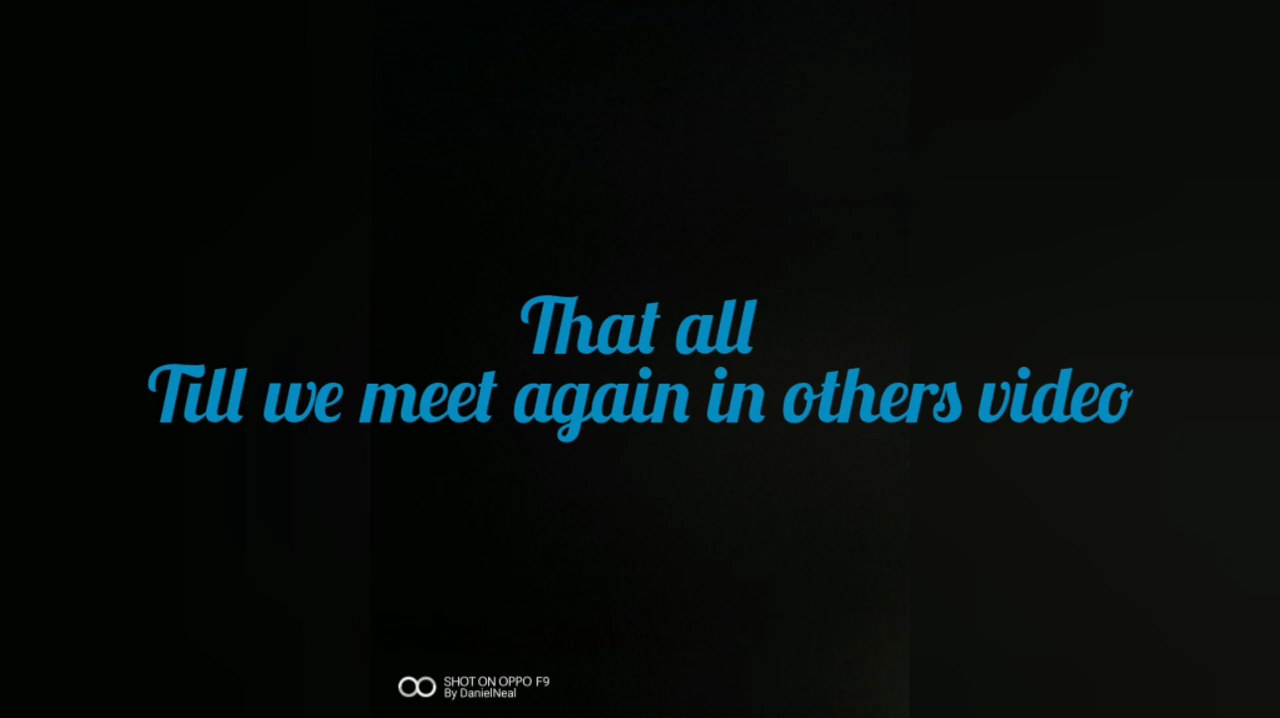 That all
Till we meet again in others video
SHOT ON OPPO F9
By DanielNeal